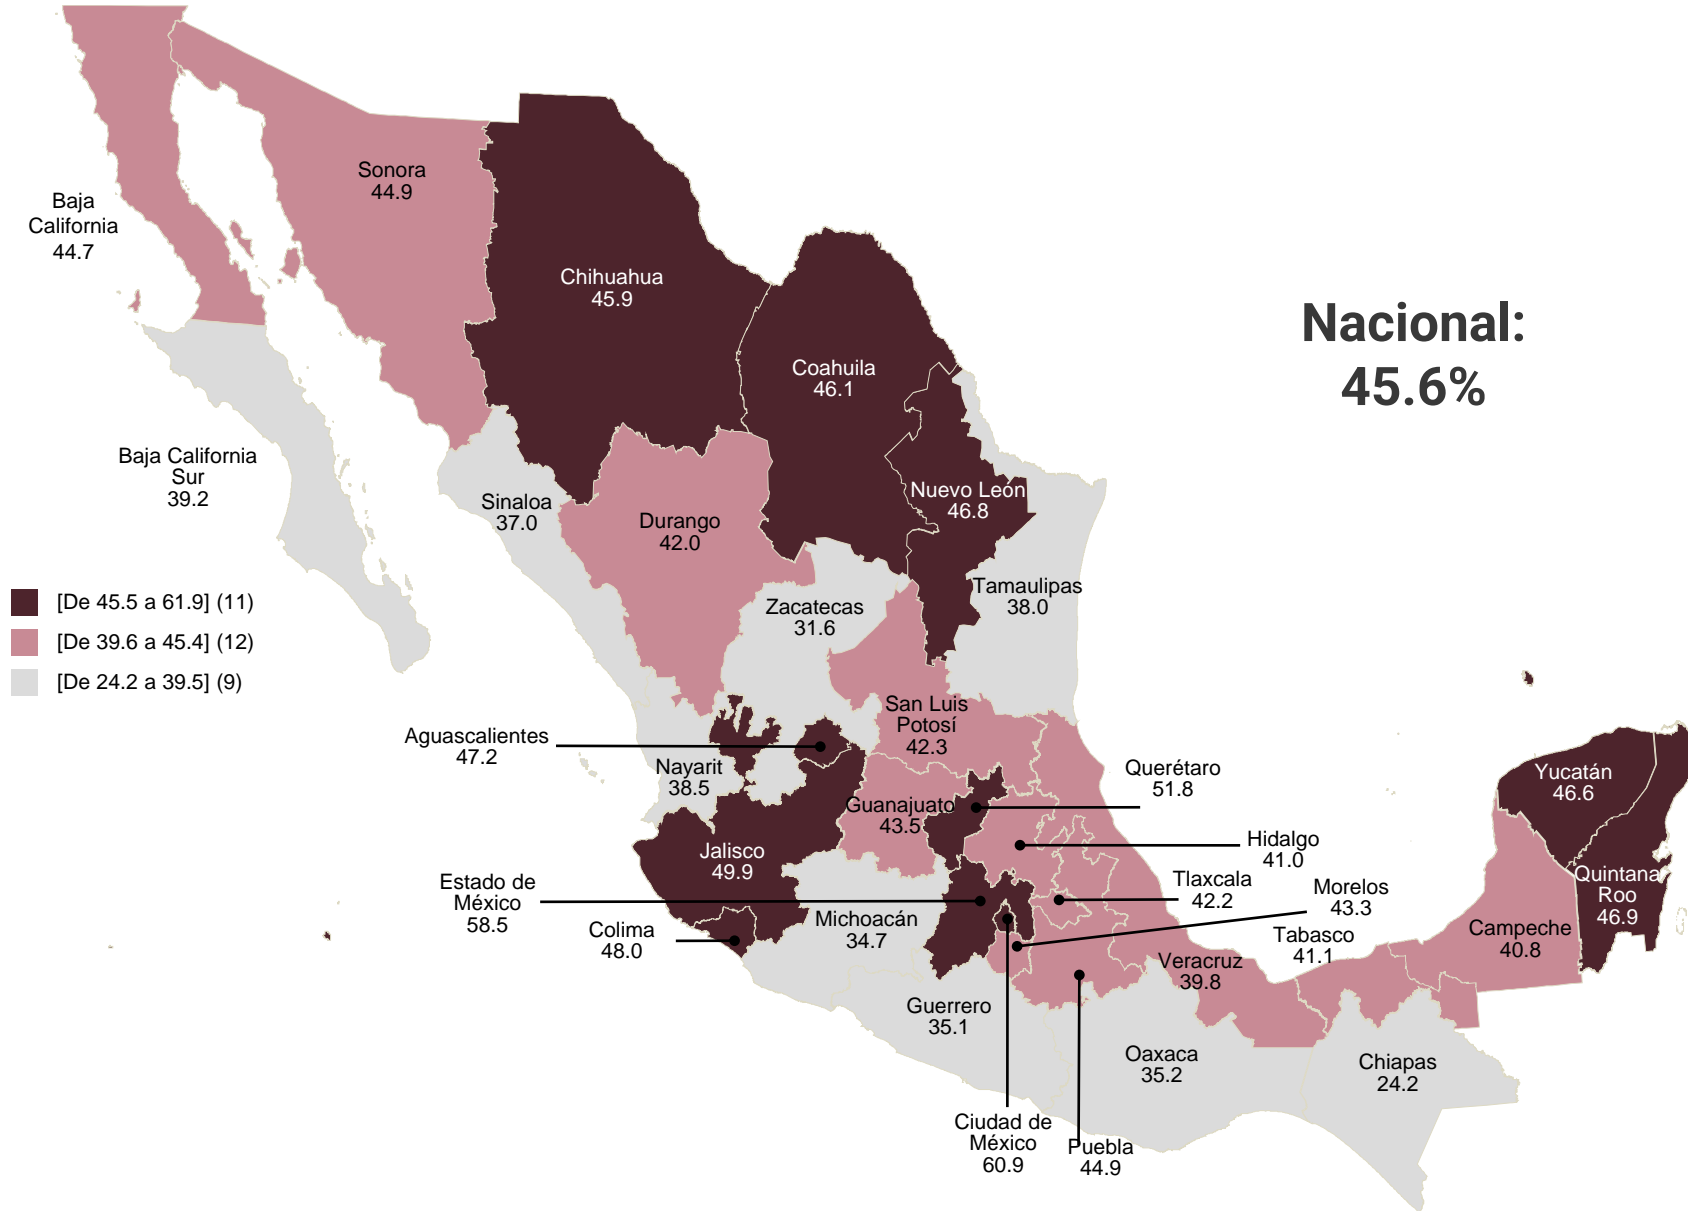 Sonora
44.9
Baja
California
44.7
Chihuahua
45.9
Nacional:
45.6%
Coahuila
46.1
Baja California
Sur
39.2
Sinaloa
37.0
Durango
42.0
Nuevo León
46.8
Tamaulipas
38.0
Zacatecas
31.6
[De 45.5 a 61.9] (11)
[De 39.6 a 45.4] (12)
[De 24.2 a 39.5] (9)
San Luis
Potosí
42.3
Aguascalientes
47.2
Nayarit
38.5
Guanajuato
43.5
Querétaro
51.8
Yucatán
46.6
Hidalgo
41.0
Jalisco
49.9
Estado de
México
58.5
Tlaxcala
42.2
Morelos
43.3
Quintana
Roo
46.9
Colima
48.0
Michoacán
34.7
Tabasco
41.1
Campeche
40.8
Veracruz
39.8
Guerrero
35.1
Oaxaca
35.2
Chiapas
24.2
Ciudad de
México
60.9
Puebla
44.9